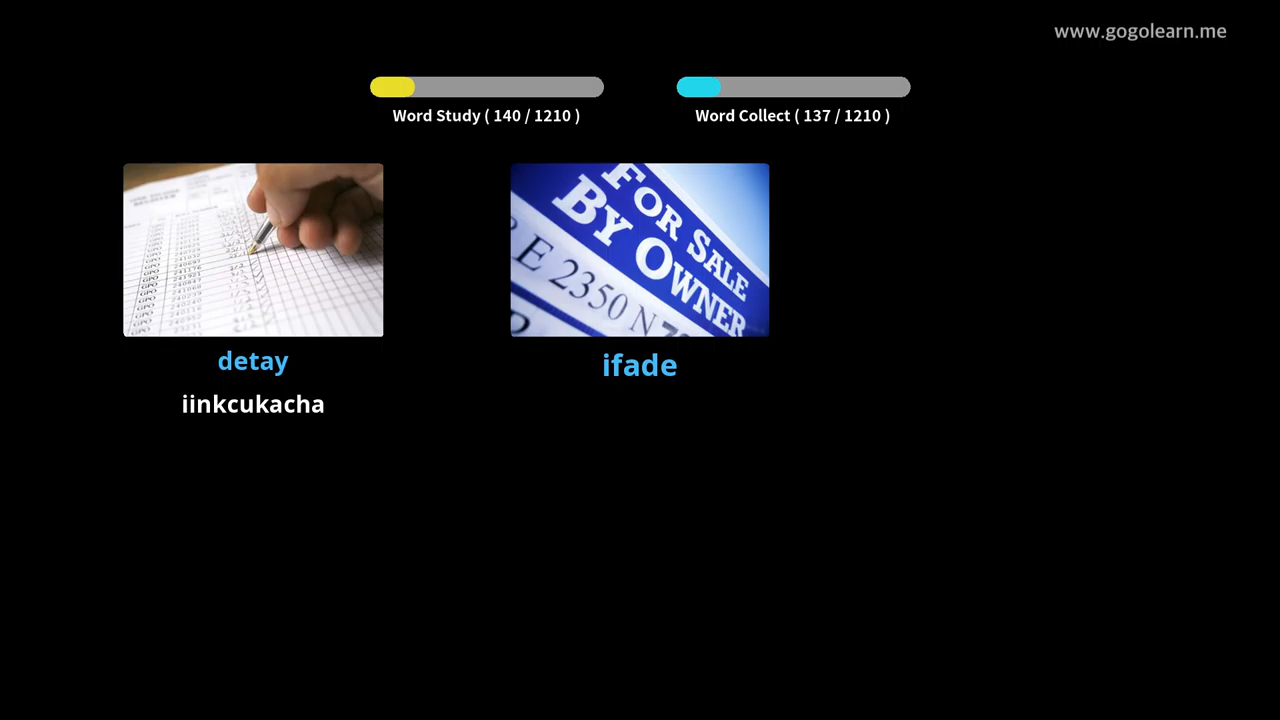 www.gogolearn.me
Word Study ( 140 / 1210 )
Word Collect ( 137 / 1210 )
FOR SALE
BY OWNER
E 2350 N
detay
ifade
iinkcukacha